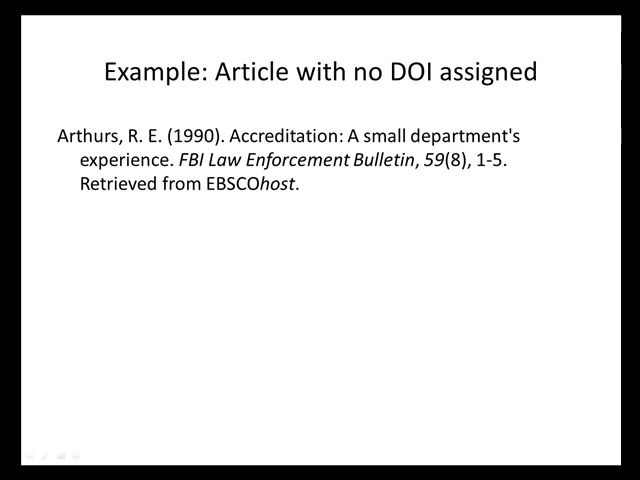 Example: Article with no DOI assigned
Arthurs, R. E. (1990). Accreditation: A small department's
experience. FBI Law Enforcement Bulletin, 59(8), 1-5.
Retrieved from EBSCOhost.